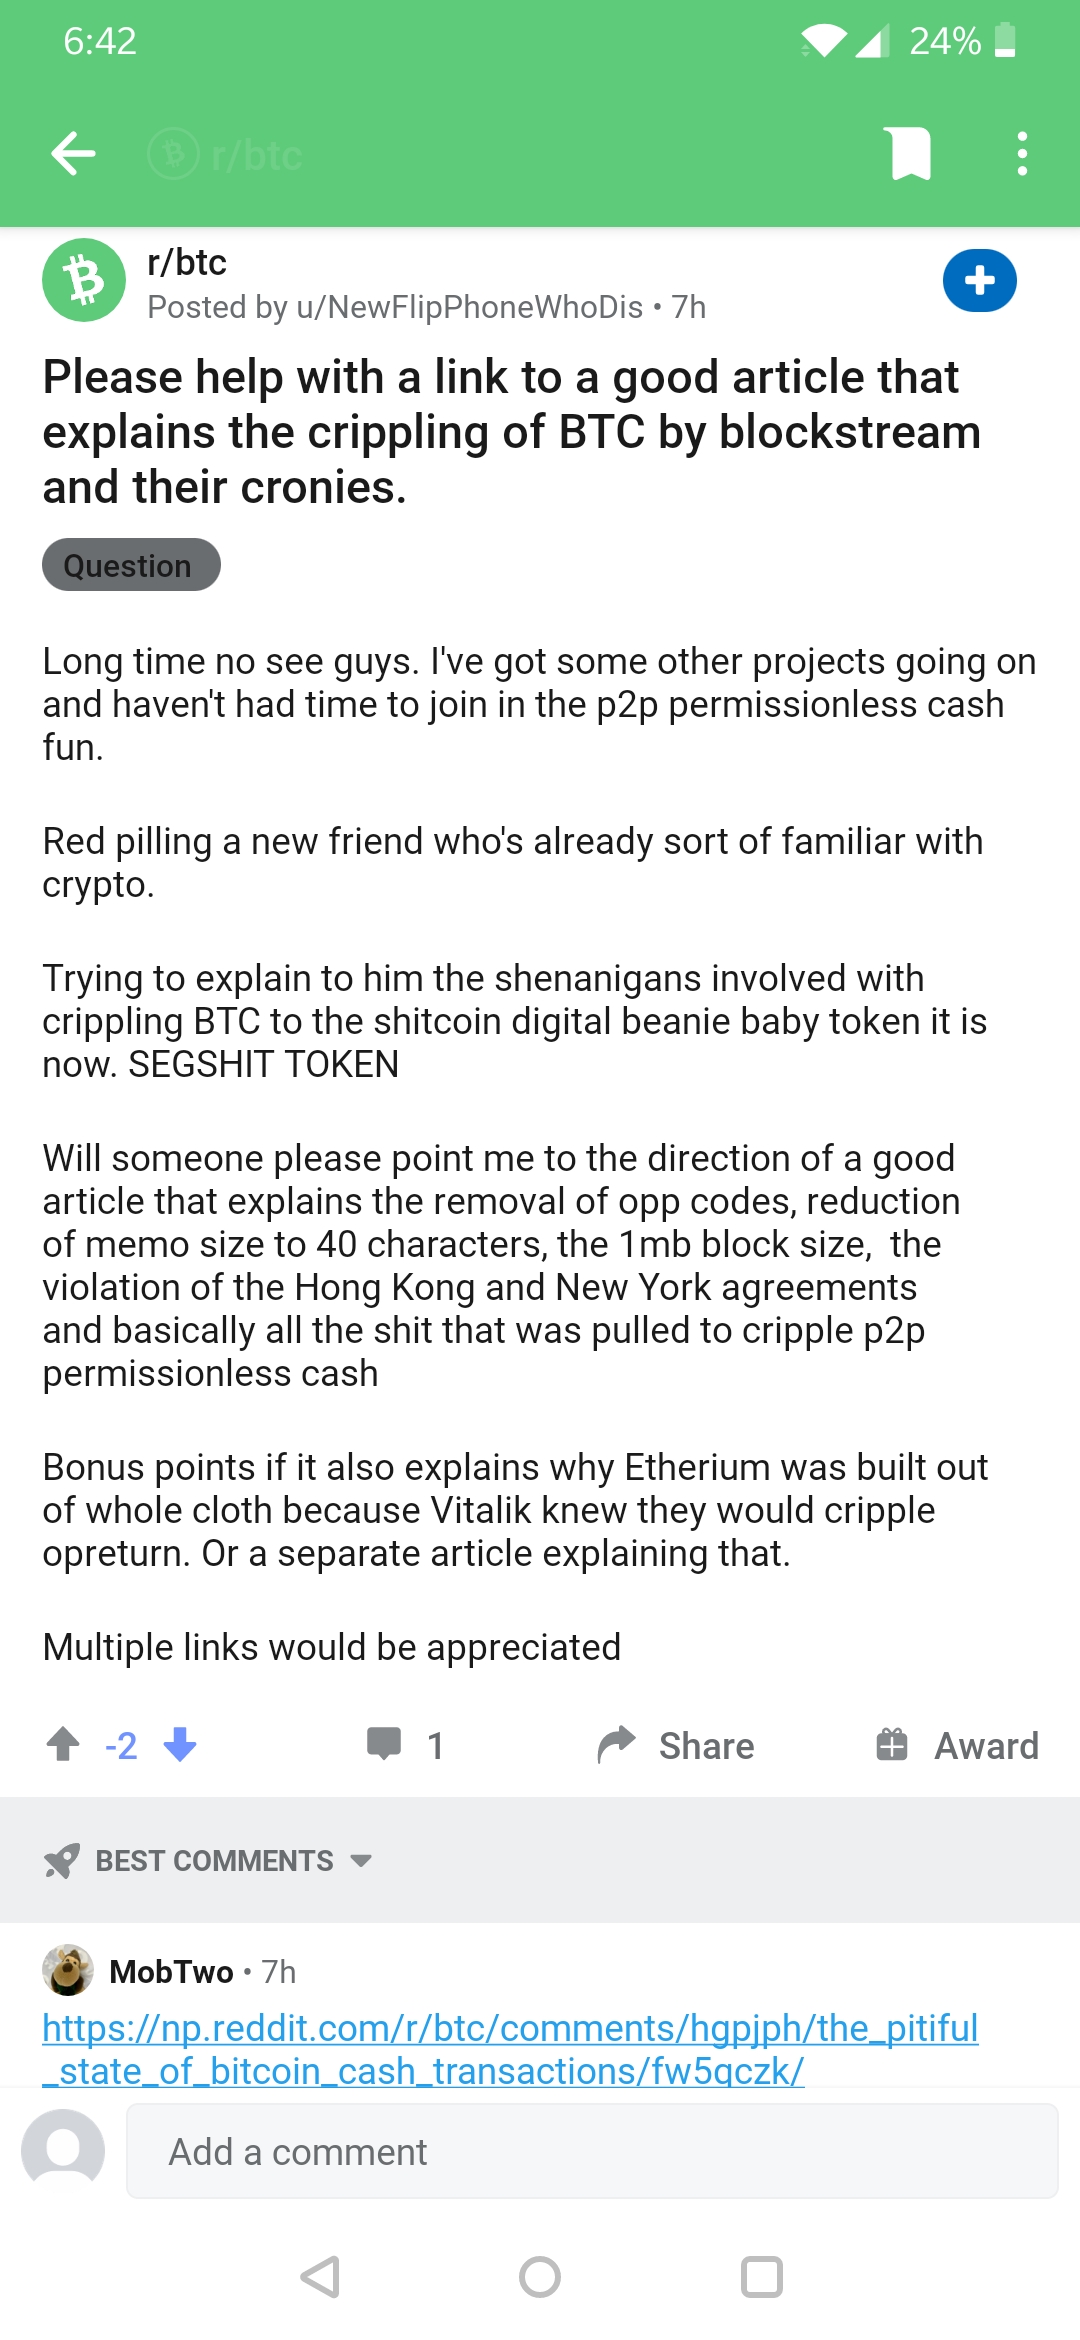 6:42
24%
r/btc
r/btc
Posted by u/NewFlipPhoneWhoDis • 7h
Please help with a link to a good article that
explains the crippling of BTC by blockstream
and their cronies.
Question
Long time no see guys. I've got some other projects going on
and haven't had time to join in the p2p permissionless cash
fun.
Red pilling a new friend who's already sort of familiar with
crypto.
Trying to explain to him the shenanigans involved with
crippling BTC to the shitcoin digital beanie baby token it is
now. SEGSHIT TOKEN
Will someone please point me to the direction of a good
article that explains the removal of opp codes, reduction
of memo size to 40 characters, the 1mb block size,  the
violation of the Hong Kong and New York agreements
and basically all the shit that was pulled to cripple p2p
permissionless cash
Bonus points if it also explains why Etherium was built out
of whole cloth because Vitalik knew they would cripple
opreturn. Or a separate article explaining that.
Multiple links would be appreciated
-2
1
Share
Award
BEST COMMENTS
MobTwo • 7h
https://np.reddit.com/r/btc/comments/hgpjph/the_pitiful
_state_of_bitcoin_cash_transactions/fw5qczk/
Add a comment